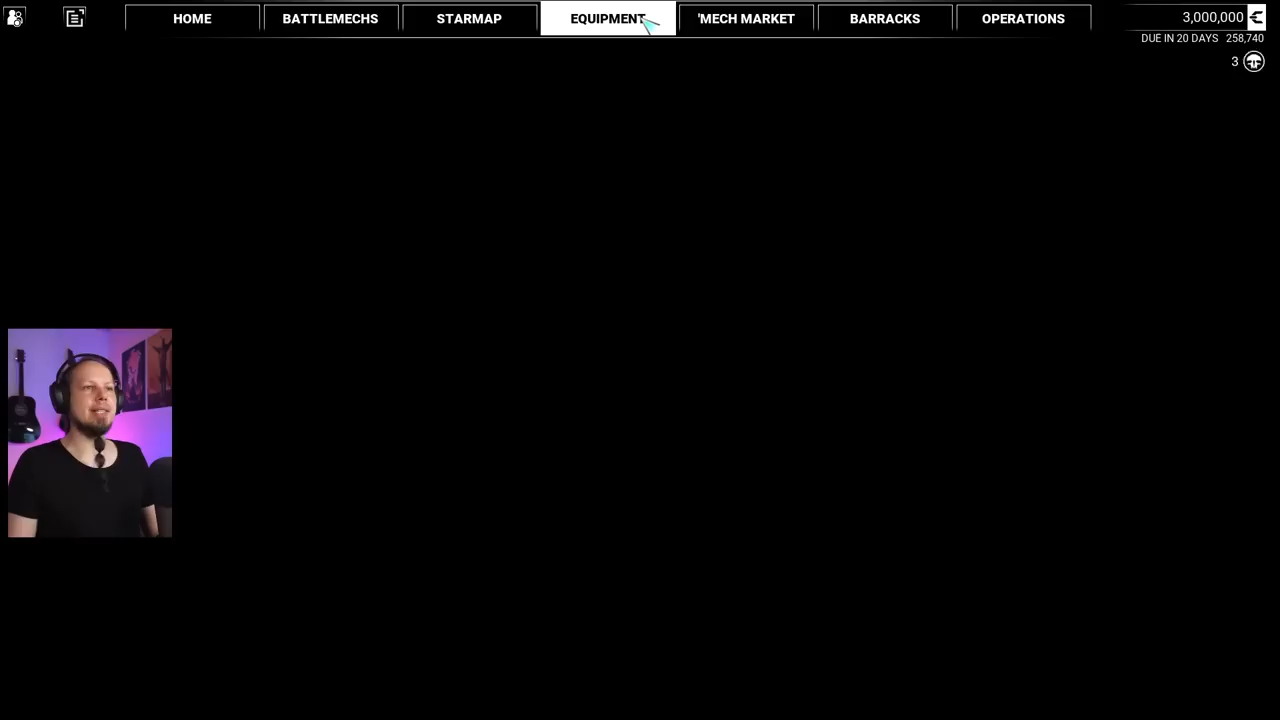 HOME
BATTLEMECHS
STARMAP
EQUIPMENT
'MECH MARKET
BARRACKS
OPERATIONS
3,000,000
DUE IN 20 DAYS 258,740
3